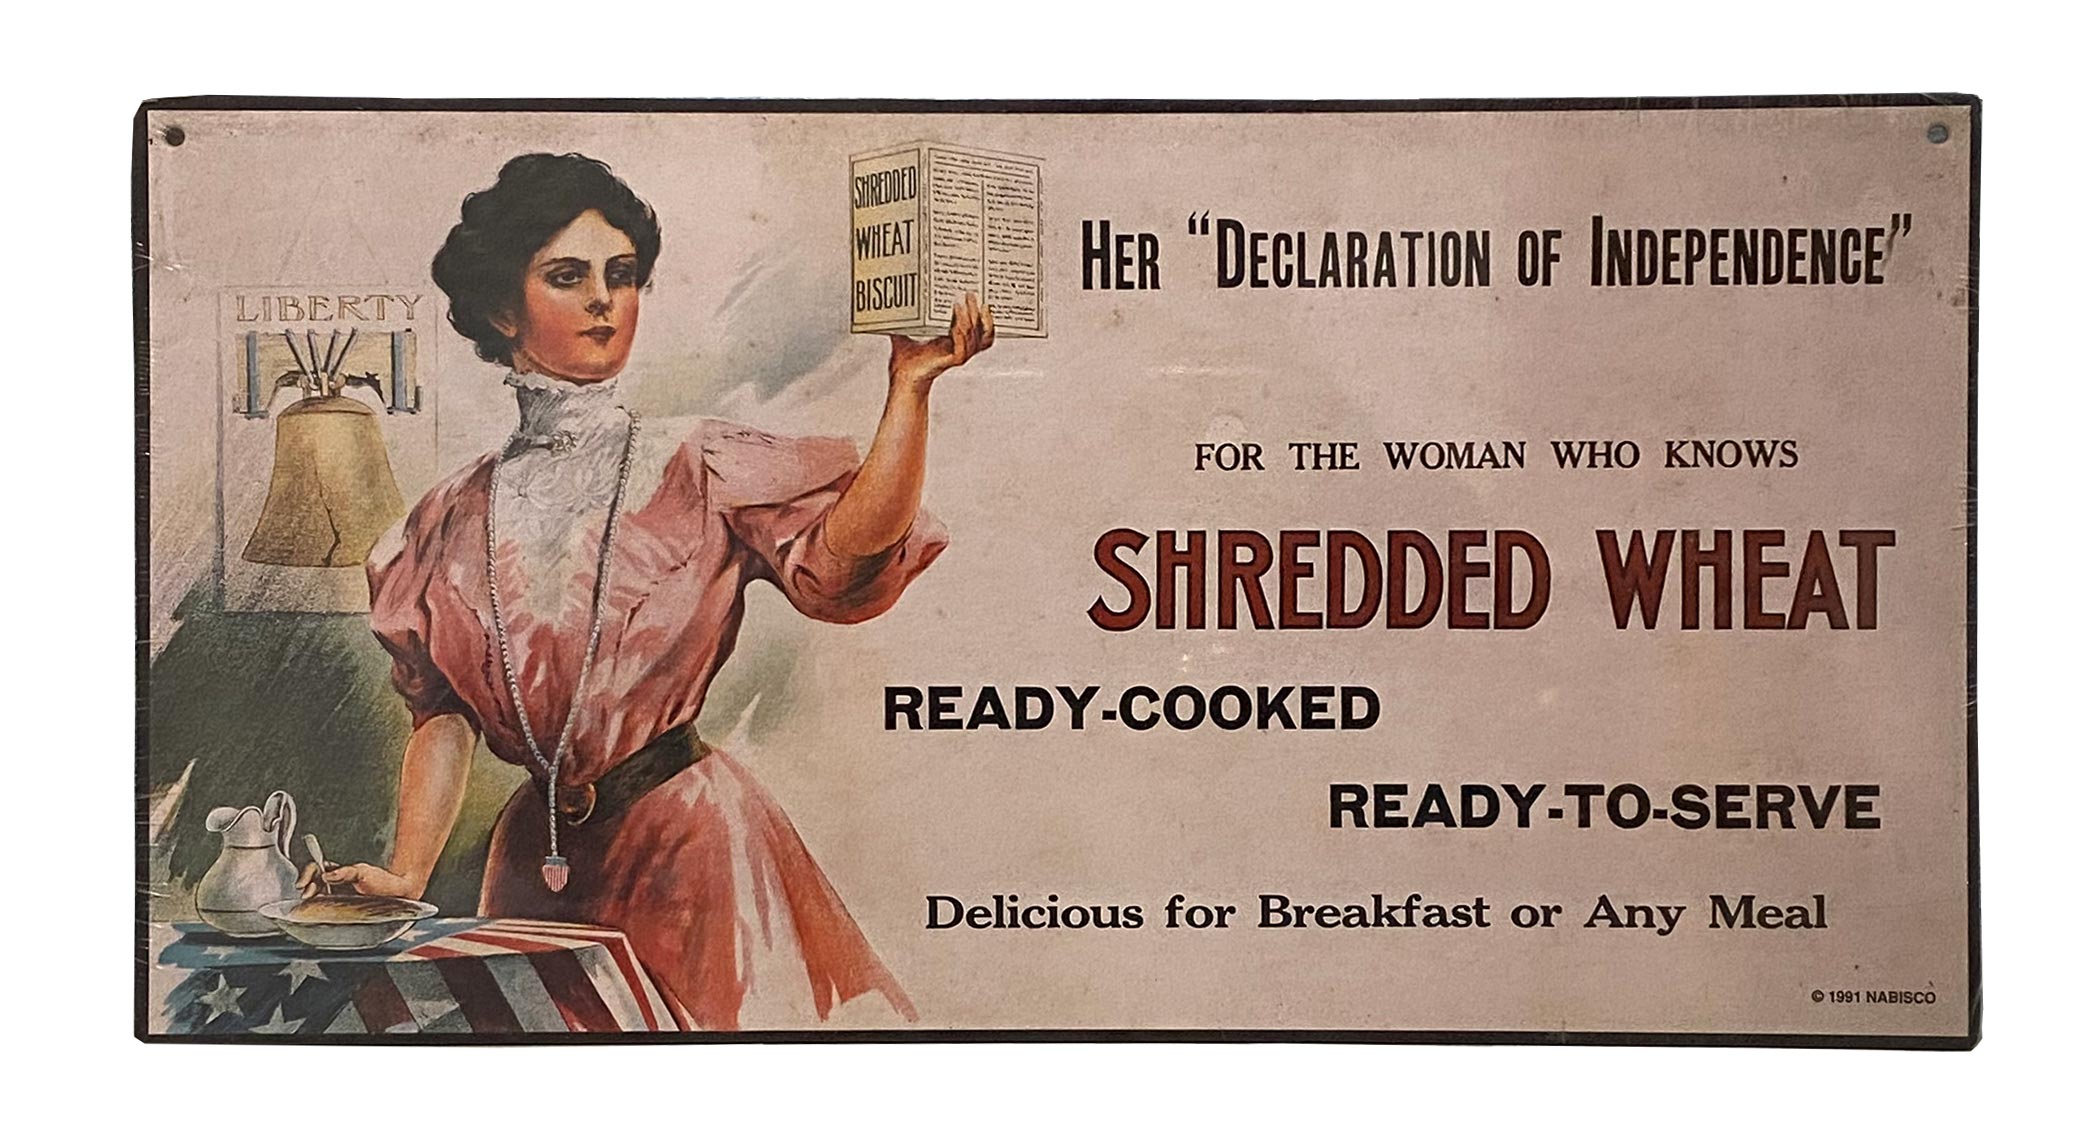 LIBERTY
SHREDDED
WHEAT
BISCUIT
HER "DECLARATION OF INDEPENDENCE"
FOR THE WOMAN WHO KNOWS
SHREDDED WHEAT
READY-COOKED
READY-TO-SERVE
Delicious for Breakfast or Any Meal
© 1991 NABISCO